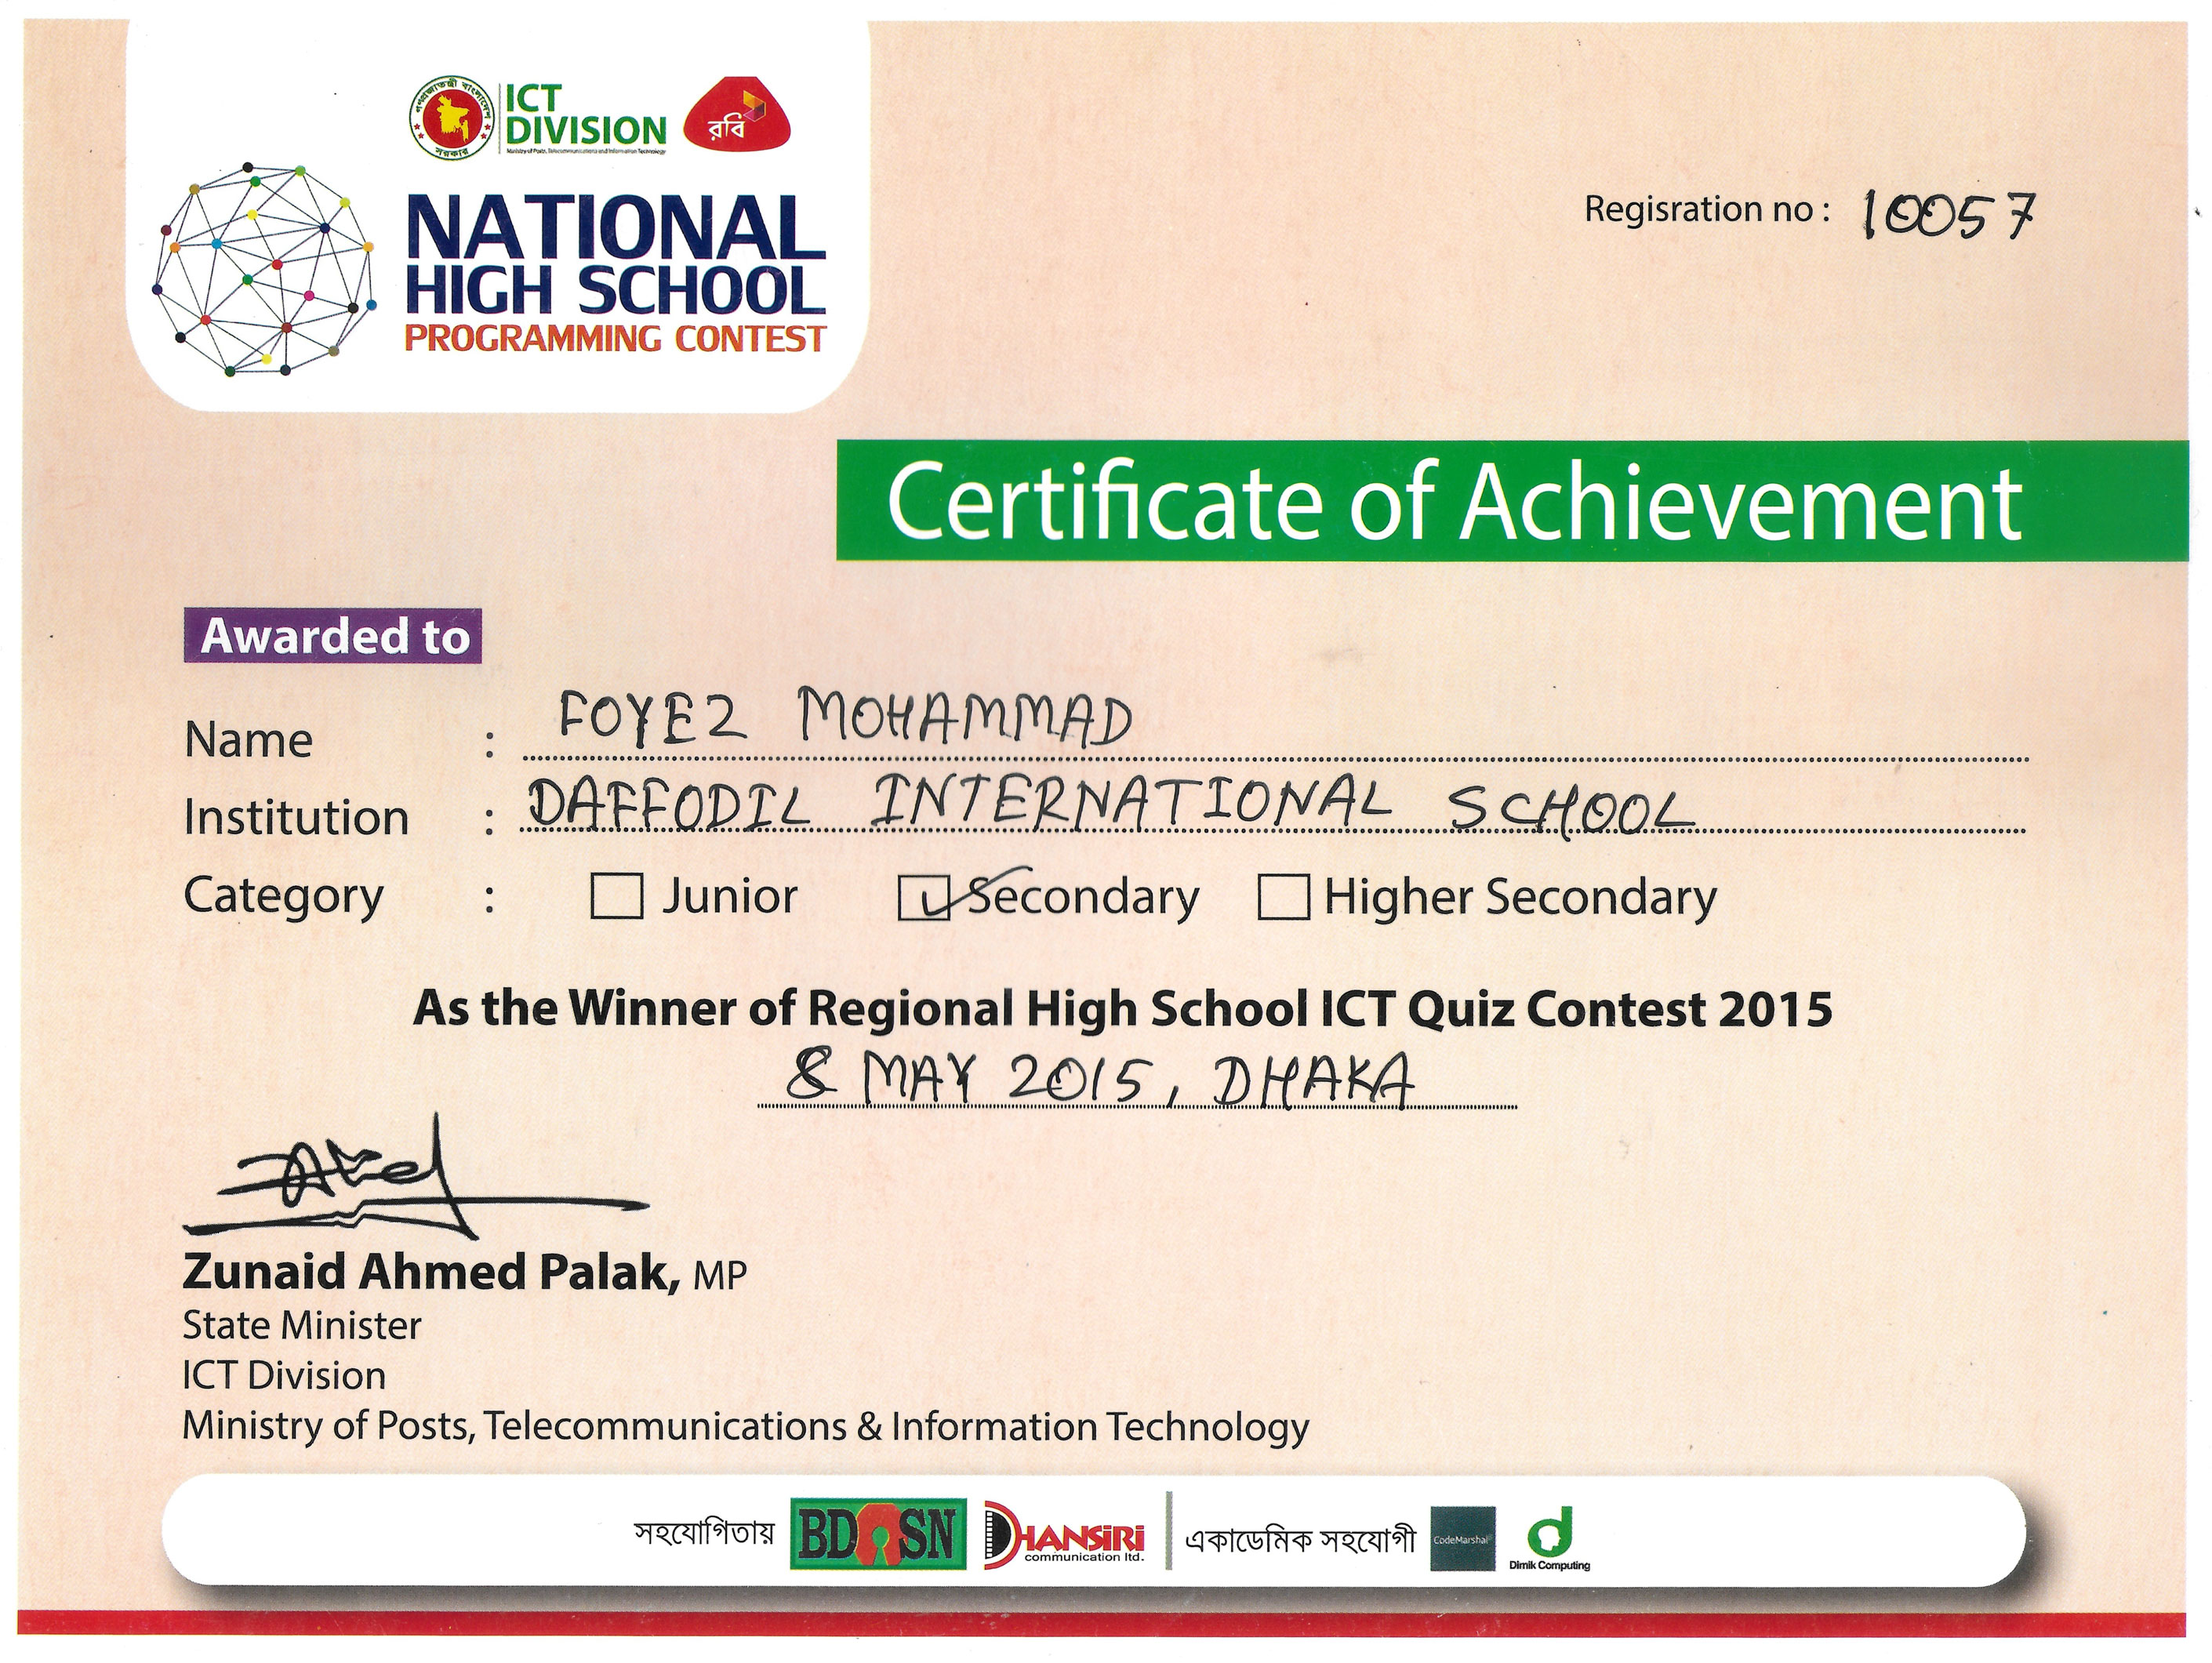 গণপ্রজাতন্ত্রী বাংলাদেশ
সরকার
ICT
DIVISION
Ministry of Posts, Telecommunications and Information Technology
রবি
NATIONAL
HIGH SCHOOL
PROGRAMMING CONTEST
Regisration no : 10057
Certificate of Achievement
Awarded to
Name : FOYEZ MOHAMMAD
Institution : DAFFODIL INTERNATIONAL SCHOOL
Category : Junior Secondary Higher Secondary
As the Winner of Regional High School ICT Quiz Contest 2015
8 MAY 2015, DHAKA
Zunaid Ahmed Palak, MP
State Minister
ICT Division
Ministry of Posts, Telecommunications & Information Technology
সহযোগিতায় BDOSN DHANSiRi communication ltd. একাডেমিক সহযোগী CodeMarshal d Dimik Computing